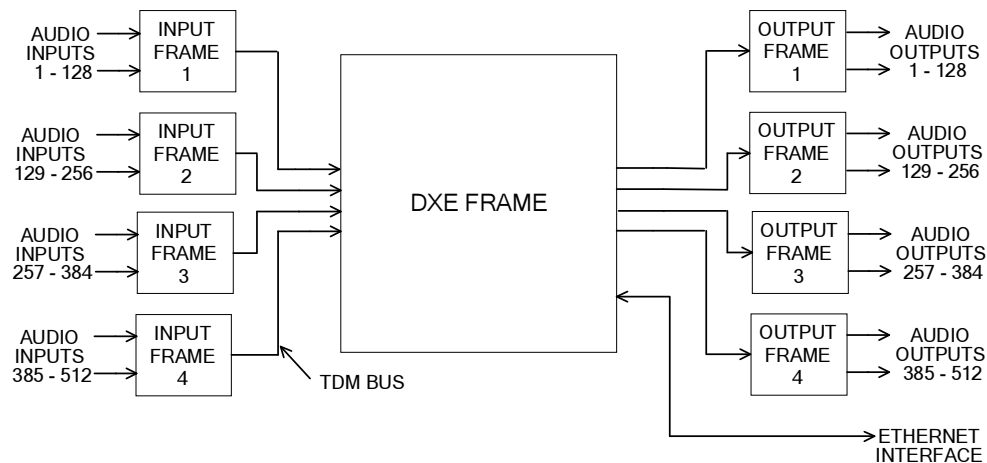 AUDIO
INPUTS
1 - 128
INPUT
FRAME
1
AUDIO
INPUTS
129 - 256
INPUT
FRAME
2
AUDIO
INPUTS
257 - 384
INPUT
FRAME
3
AUDIO
INPUTS
385 - 512
INPUT
FRAME
4
TDM BUS
DXE FRAME
OUTPUT
FRAME
1
AUDIO
OUTPUTS
1 - 128
OUTPUT
FRAME
2
AUDIO
OUTPUTS
129 - 256
OUTPUT
FRAME
3
AUDIO
OUTPUTS
257 - 384
OUTPUT
FRAME
4
AUDIO
OUTPUTS
385 - 512
ETHERNET
INTERFACE